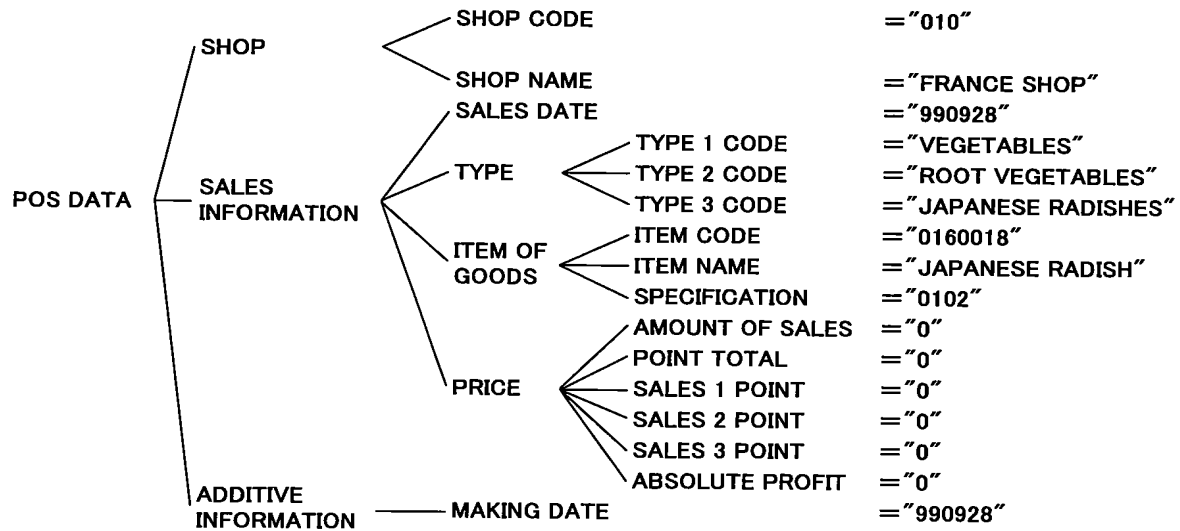 SHOP CODE ="010"
SHOP
SHOP NAME ="FRANCE SHOP"
SALES DATE ="990928"
TYPE 1 CODE ="VEGETABLES"
TYPE TYPE 2 CODE ="ROOT VEGETABLES"
POS DATA SALES
INFORMATION
TYPE 3 CODE ="JAPANESE RADISHES"
ITEM CODE ="0160018"
ITEM OF
GOODS
ITEM NAME ="JAPANESE RADISH"
SPECIFICATION ="0102"
AMOUNT OF SALES ="0"
POINT TOTAL ="0"
PRICE SALES 1 POINT ="0"
SALES 2 POINT ="0"
SALES 3 POINT ="0"
ABSOLUTE PROFIT ="0"
ADDITIVE
INFORMATION
MAKING DATE ="990928"